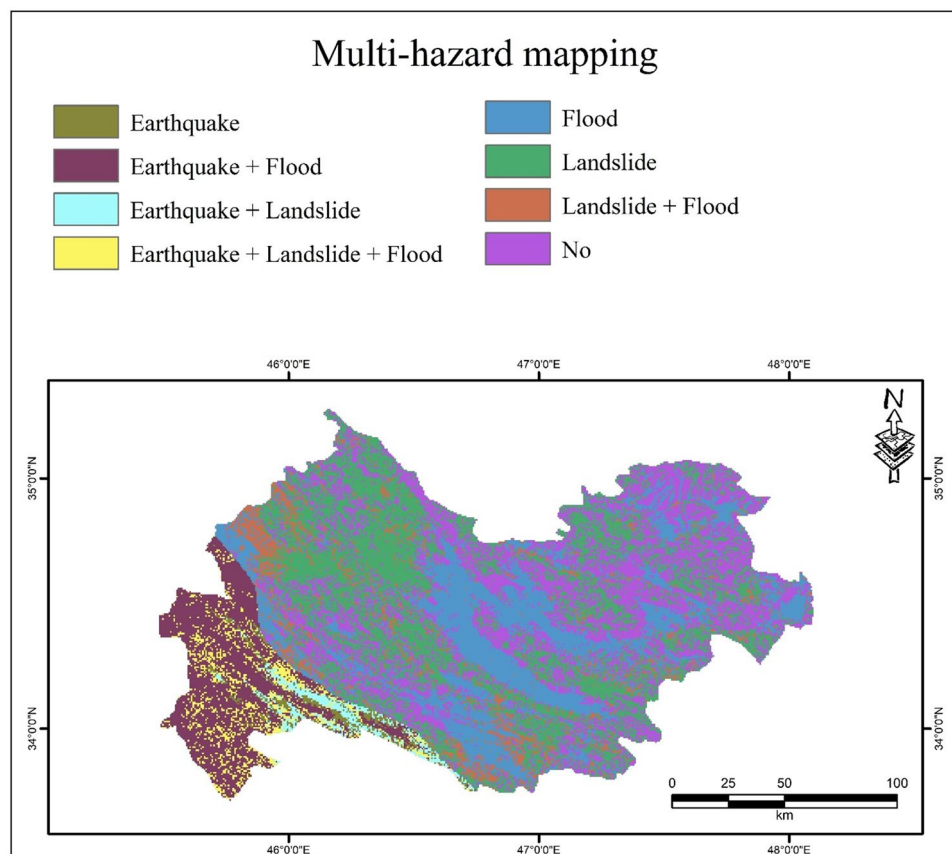 Multi-hazard mapping
Earthquake
Earthquake + Flood
Earthquake + Landslide
Earthquake + Landslide + Flood
Flood
Landslide
Landslide + Flood
No
46°0'0"E
47°0'0"E
48°0'0"E
N
35°0'0"N
35°0'0"N
34°0'0"N
34°0'0"N
0 25 50 100
km
46°0'0"E
47°0'0"E
48°0'0"E